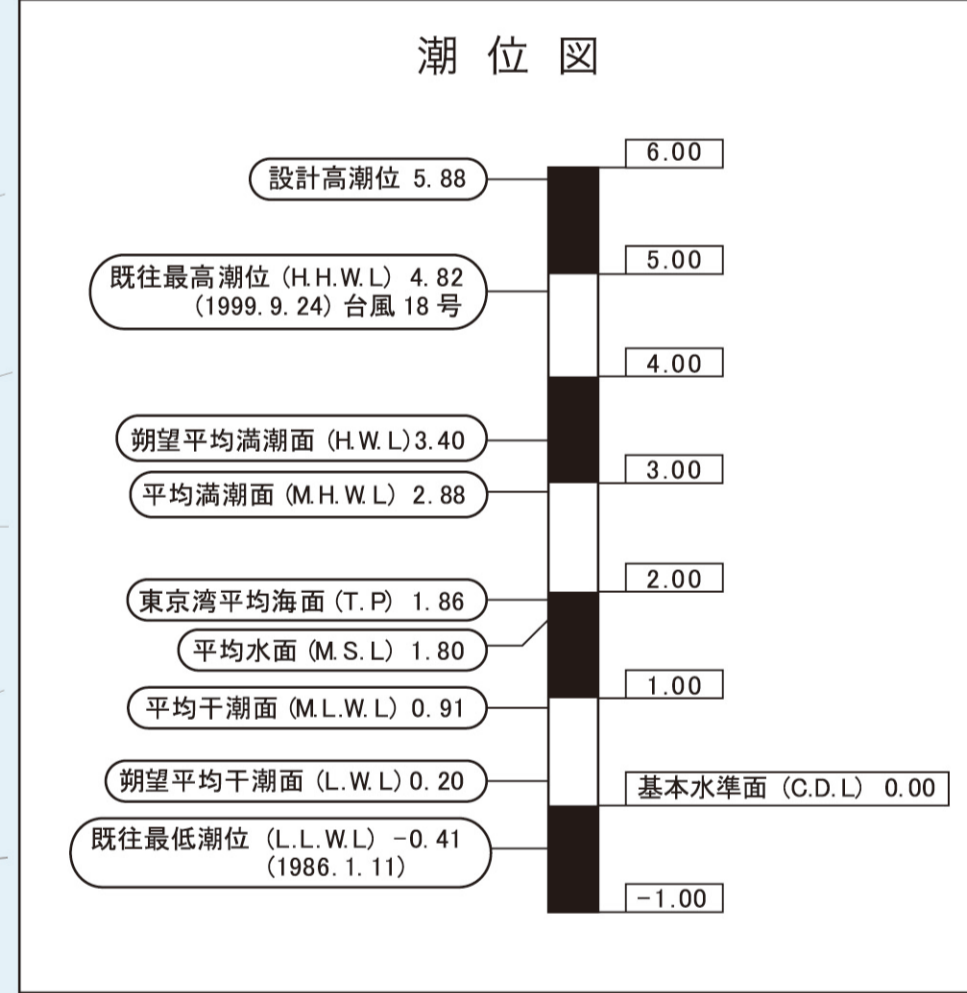 潮位図
設計高潮位 5.88
既往最高潮位 (H.H.W.L) 4.82
(1999.9.24) 台風 18 号
朔望平均満潮面 (H.W.L) 3.40
平均満潮面 (M.H.W.L) 2.88
東京湾平均海面 (T.P) 1.86
平均水面 (M.S.L) 1.80
平均干潮面 (M.L.W.L) 0.91
朔望平均干潮面 (L.W.L) 0.20
既往最低潮位 (L.L.W.L) -0.41
(1986.1.11)
6.00
5.00
4.00
3.00
2.00
1.00
基本水準面 (C.D.L) 0.00
-1.00